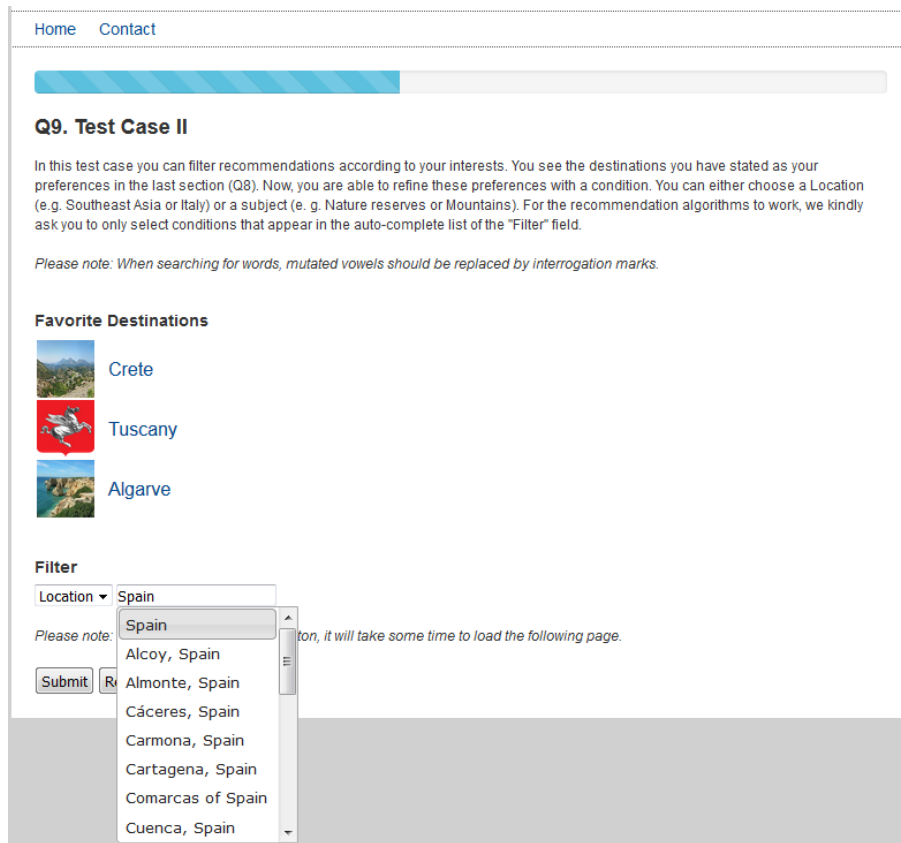 Home Contact
Q9. Test Case II
In this test case you can filter recommendations according to your interests. You see the destinations you have stated as your
preferences in the last section (Q8). Now, you are able to refine these preferences with a condition. You can either choose a Location
(e.g. Southeast Asia or Italy) or a subject (e. g. Nature reserves or Mountains). For the recommendation algorithms to work, we kindly
ask you to only select conditions that appear in the auto-complete list of the "Filter" field.
Please note: When searching for words, mutated vowels should be replaced by interrogation marks.
Favorite Destinations
Crete
Tuscany
Algarve
Filter
Location Spain
Please note: ton, it will take some time to load the following page.
Submit
Spain
Alcoy, Spain
Almonte, Spain
Cáceres, Spain
Carmona, Spain
Cartagena, Spain
Comarcas of Spain
Cuenca, Spain